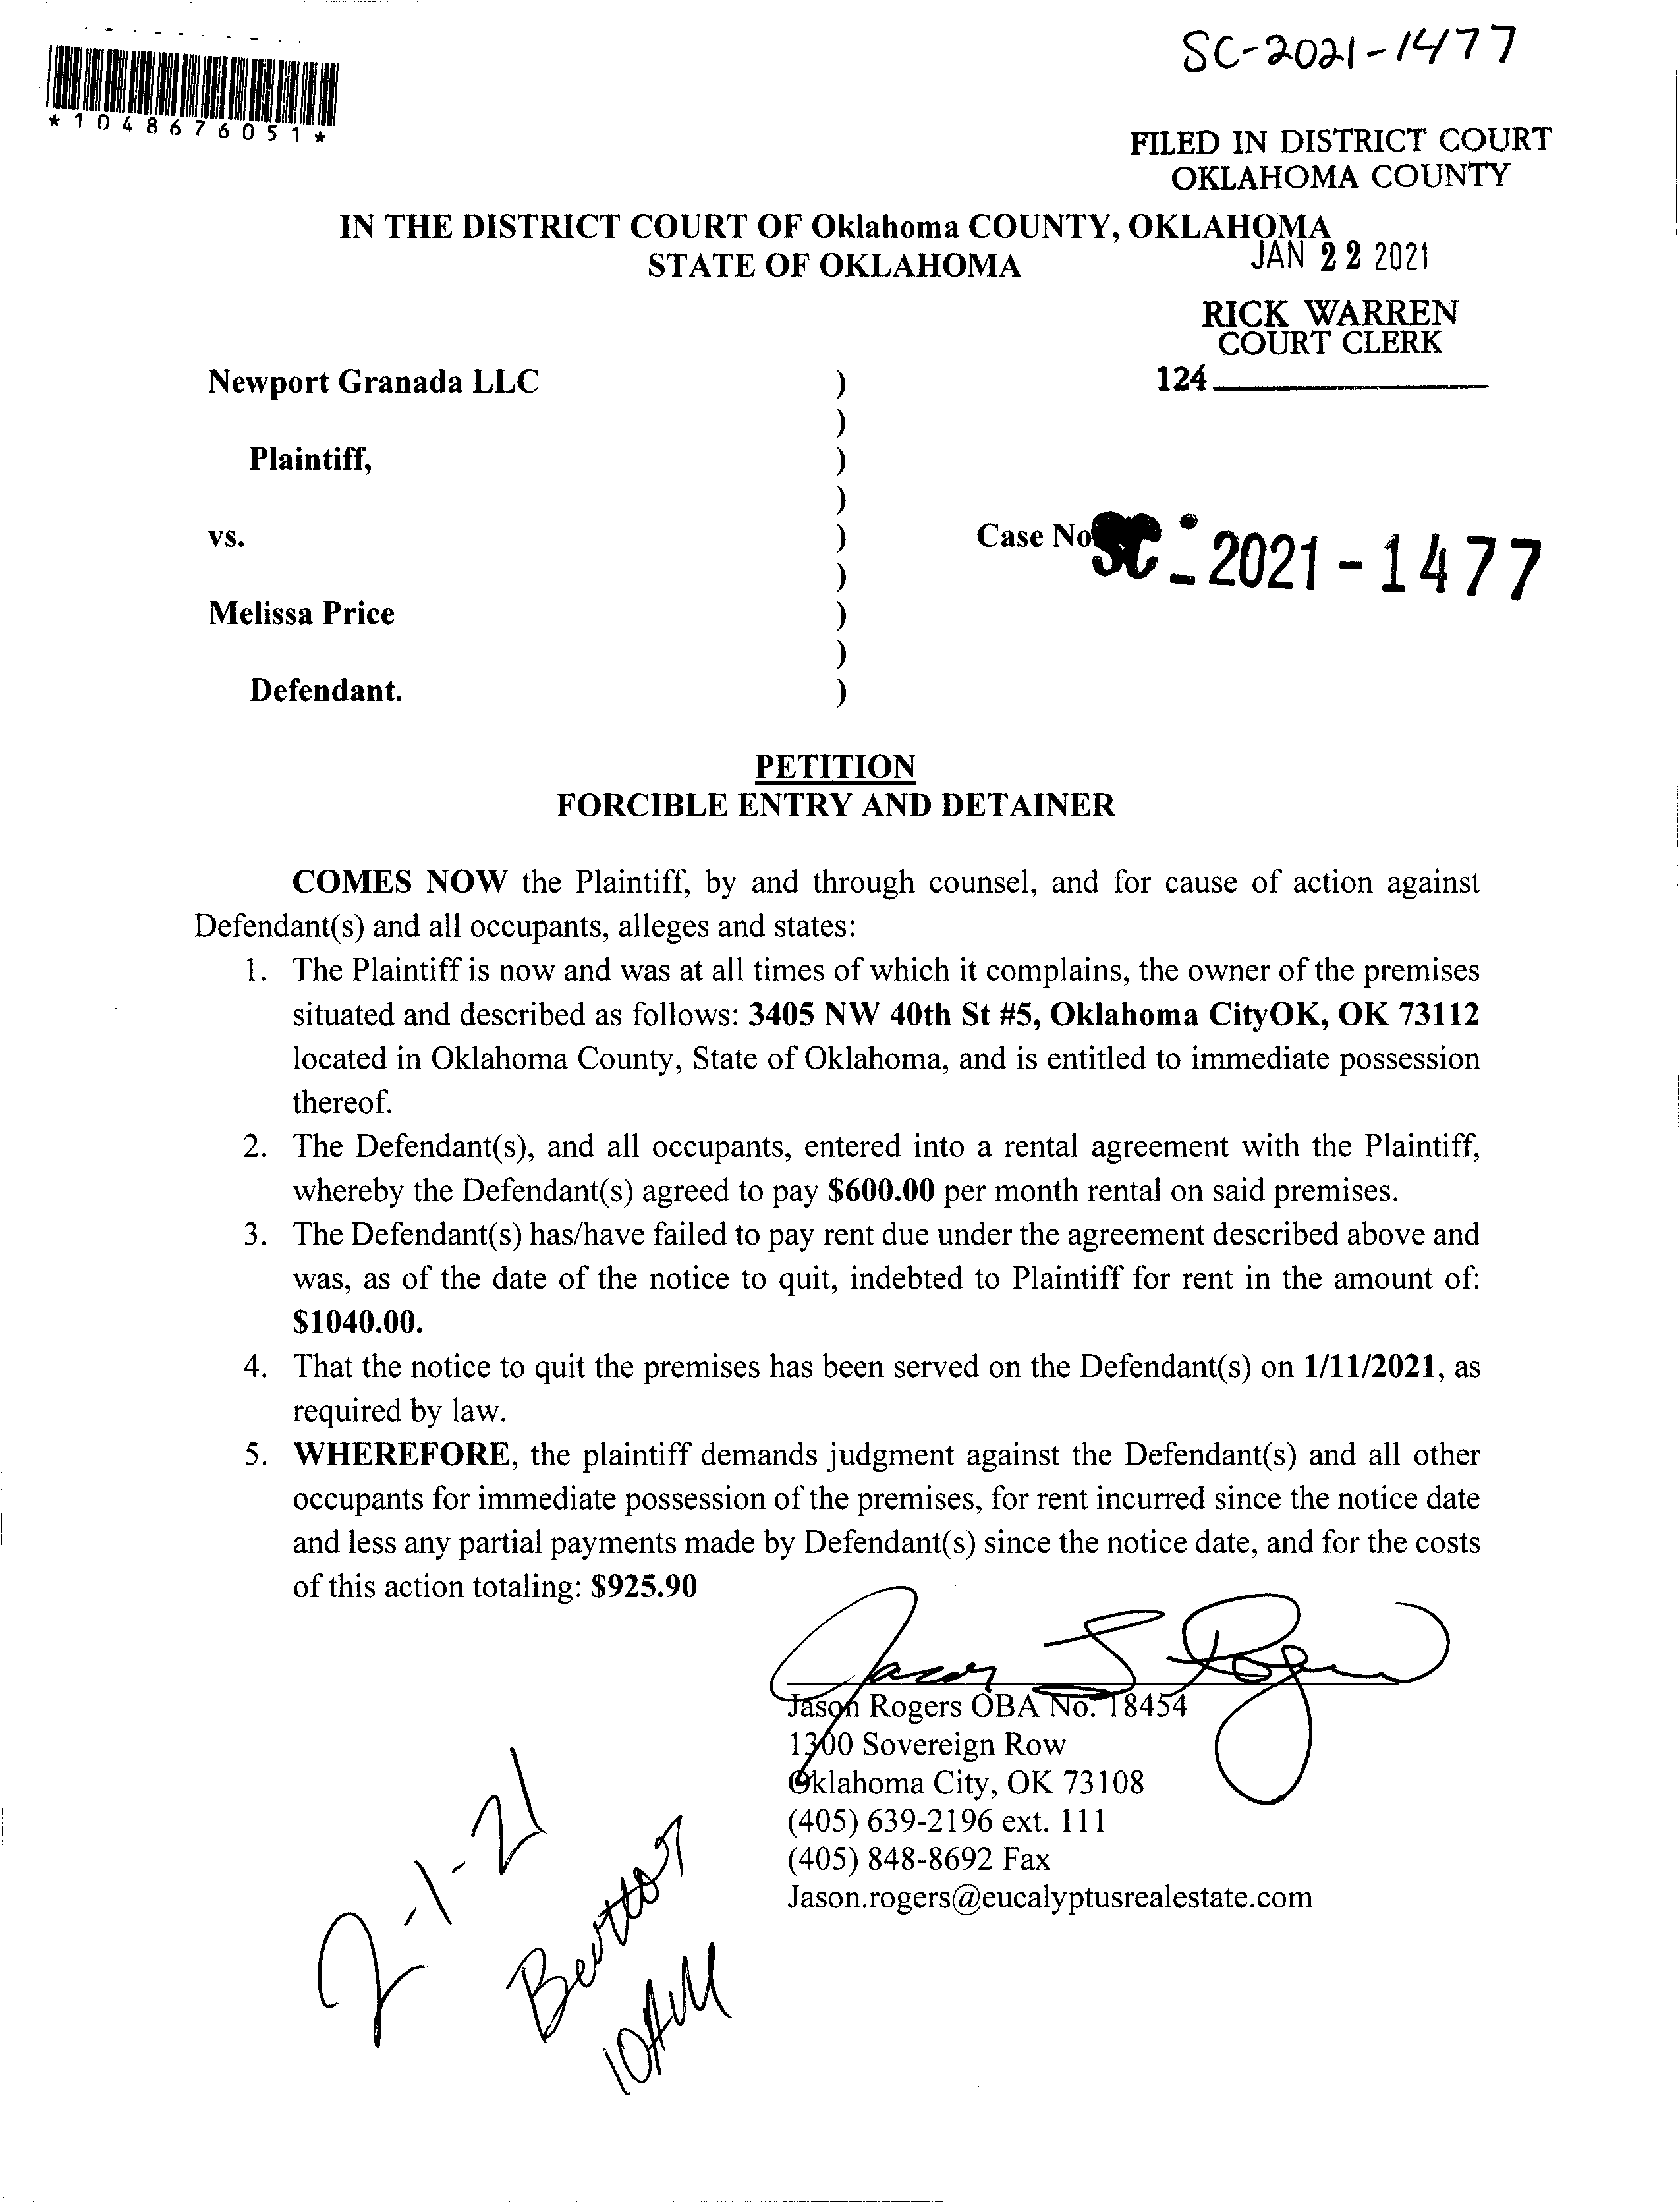 SC-2021-1477
*1048676051*
FILED IN DISTRICT COURT
OKLAHOMA COUNTY
IN THE DISTRICT COURT OF Oklahoma COUNTY, OKLAHOMA
STATE OF OKLAHOMA
JAN 22 2021
RICK WARREN
COURT CLERK
124
Newport Granada LLC )
)
Plaintiff, )
)
vs. )
Case No SC - 2021-1477
)
Melissa Price )
)
Defendant. )
PETITION
FORCIBLE ENTRY AND DETAINER
COMES NOW the Plaintiff, by and through counsel, and for cause of action against
Defendant(s) and all occupants, alleges and states:
1. The Plaintiff is now and was at all times of which it complains, the owner of the premises
situated and described as follows: 3405 NW 40th St #5, Oklahoma CityOK, OK 73112
located in Oklahoma County, State of Oklahoma, and is entitled to immediate possession
thereof.
2. The Defendant(s), and all occupants, entered into a rental agreement with the Plaintiff,
whereby the Defendant(s) agreed to pay $600.00 per month rental on said premises.
3. The Defendant(s) has/have failed to pay rent due under the agreement described above and
was, as of the date of the notice to quit, indebted to Plaintiff for rent in the amount of:
$1040.00.
4. That the notice to quit the premises has been served on the Defendant(s) on 1/11/2021, as
required by law.
5. WHEREFORE, the plaintiff demands judgment against the Defendant(s) and all other
occupants for immediate possession of the premises, for rent incurred since the notice date
and less any partial payments made by Defendant(s) since the notice date, and for the costs
of this action totaling: $925.90
Jason Rogers OBA No. 18454
1300 Sovereign Row
Oklahoma City, OK 73108
(405) 639-2196 ext. 111
(405) 848-8692 Fax
Jason.rogers@eucalyptusrealestate.com
2-1-21
10AM